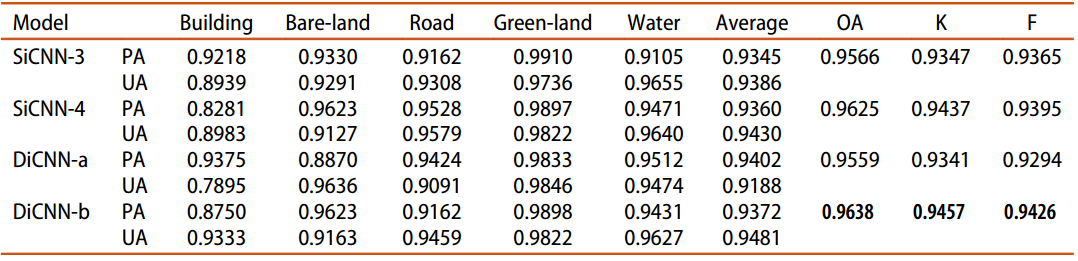 Model Building Bare-land Road Green-land Water Average OA K F
SiCNN-3 PA 0.9218 0.9330 0.9162 0.9910 0.9105 0.9345 0.9566 0.9347 0.9365
UA 0.8939 0.9291 0.9308 0.9736 0.9655 0.9386
SiCNN-4 PA 0.8281 0.9623 0.9528 0.9897 0.9471 0.9360 0.9625 0.9437 0.9395
UA 0.8983 0.9127 0.9579 0.9822 0.9640 0.9430
DiCNN-a PA 0.9375 0.8870 0.9424 0.9833 0.9512 0.9402 0.9559 0.9341 0.9294
UA 0.7895 0.9636 0.9091 0.9846 0.9474 0.9188
DiCNN-b PA 0.8750 0.9623 0.9162 0.9898 0.9431 0.9372 0.9638 0.9457 0.9426
UA 0.9333 0.9163 0.9459 0.9822 0.9627 0.9481